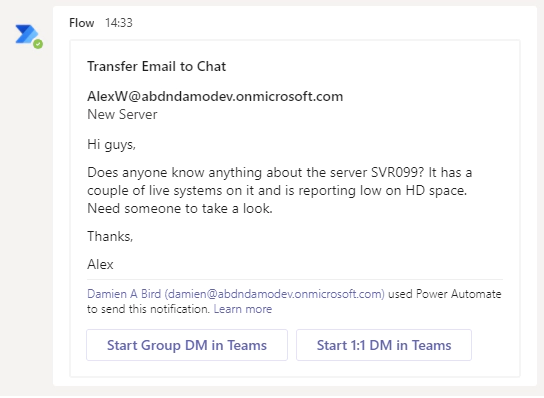 Flow 14:33
Transfer Email to Chat
AlexW@abdndamodev.onmicrosoft.com
New Server
Hi guys,
Does anyone know anything about the server SVR099? It has a
couple of live systems on it and is reporting low on HD space.
Need someone to take a look.
Thanks,
Alex
Damien A Bird (damien@abdndamodev.onmicrosoft.com) used Power Automate
to send this notification. Learn more
Start Group DM in Teams Start 1:1 DM in Teams